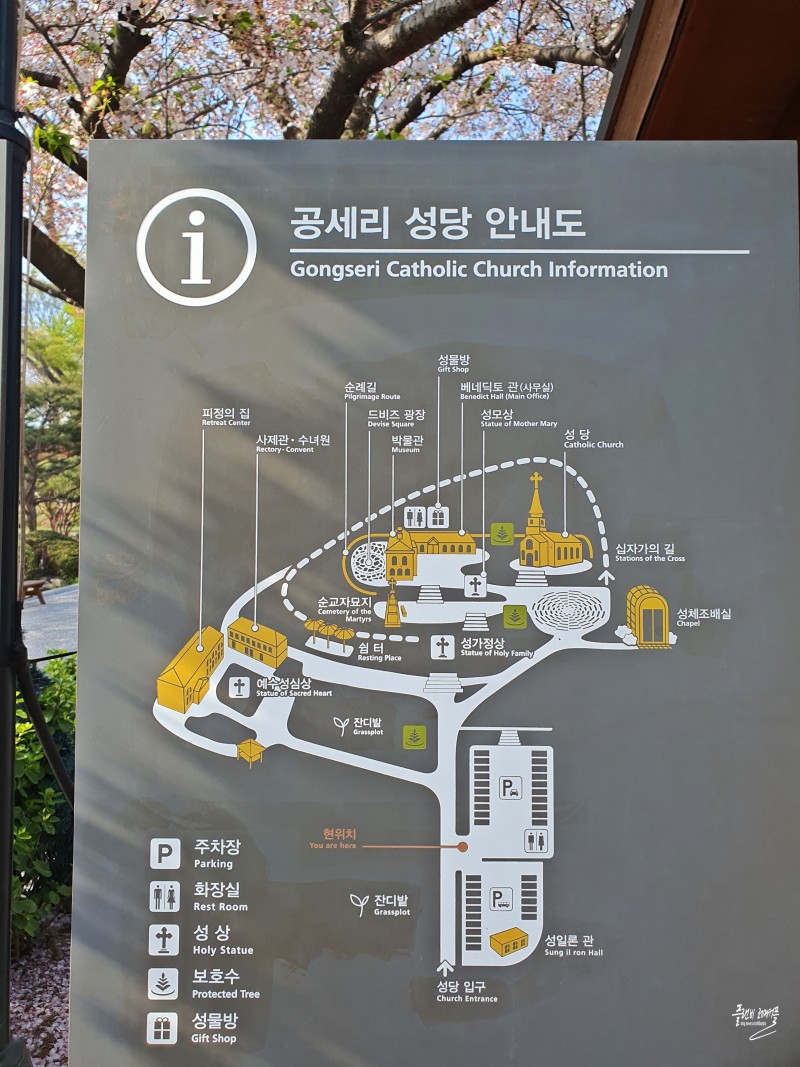 i
공세리 성당 안내도
Gongseri Catholic Church Information
성물방
Gift Shop
순례길
Pilgrimage Route
베네딕토 관(사무실)
Benedict Hall (Main Office)
피정의 집
Retreat Center
드비즈 광장
Devise Square
성모상
Statue of Mother Mary
사제관·수녀원
Rectory·Convent
박물관
Museum
성 당
Catholic Church
십자가의 길
Stations of the Cross
순교자묘지
Cemetery of the
Martyrs
성체조배실
Chapel
쉼 터
Resting Place
성가정상
Statue of Holy Family
예수성심상
Statue of Sacred Heart
잔디밭
Grassplot
P
현위치
You are here
잔디밭
Grassplot
P
성일론 관
Sung il ron Hall
성당 입구
Church Entrance
P
주차장
Parking
화장실
Rest Room
성 상
Holy Statue
보호수
Protected Tree
성물방
Gift Shop